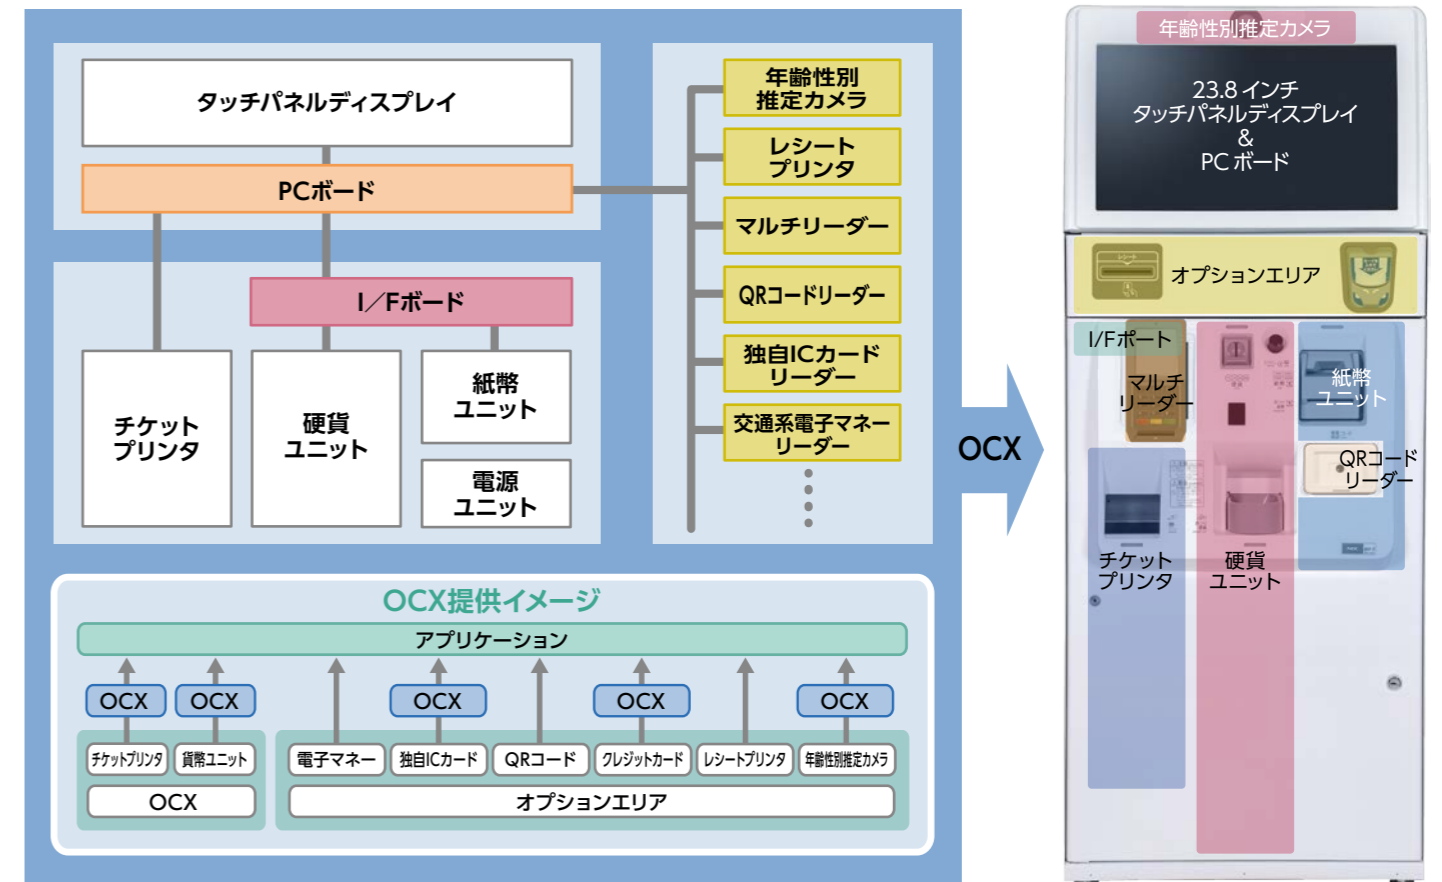 タッチパネルディスプレイ
PCボード
I/Fボード
チケット
プリンタ
硬貨
ユニット
紙幣
ユニット
電源
ユニット
年齢性別
推定カメラ
レシート
プリンタ
マルチリーダー
QRコードリーダー
独自ICカード
リーダー
交通系電子マネー
リーダー
OCX
OCX提供イメージ
アプリケーション
OCX
OCX
OCX
OCX
OCX
チケットプリンタ
貨幣ユニット
電子マネー
独自ICカード
QRコード
クレジットカード
レシートプリンタ
年齢性別推定カメラ
OCX
オプションエリア
年齢性別推定カメラ
23.8インチ
タッチパネルディスプレイ
&
PCボード
レシート
オプションエリア
I/Fポート
マルチ
リーダー
紙幣
ユニット
QRコード
リーダー
チケット
プリンタ
硬貨
ユニット